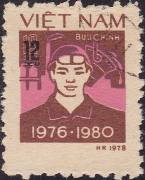 VIỆT NAM
BƯU CHÍNH
12
1976-1980
HK 1978